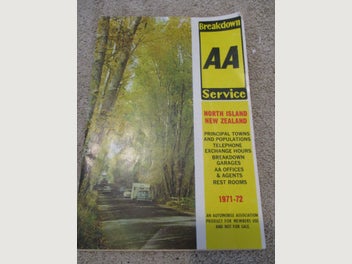 Breakdown
AA
Service
NORTH ISLAND
NEW ZEALAND
PRINCIPAL TOWNS
AND POPULATIONS
TELEPHONE
EXCHANGE HOURS
BREAKDOWN
GARAGES
AA OFFICES
& AGENTS
REST ROOMS
1971-72
AN AUTOMOBILE ASSOCIATION
PRODUCT FOR MEMBERS USE
AND NOT FOR SALE